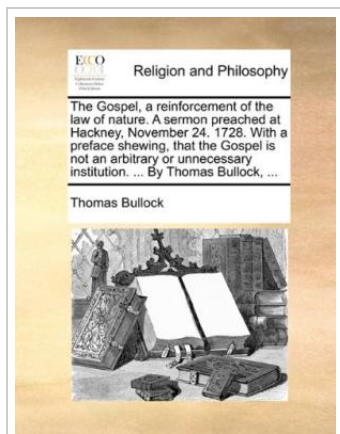 ECCO
Religion and Philosophy
The Gospel, a reinforcement of the
law of nature. A sermon preached at
Hackney, November 24. 1728. With a
preface shewing, that the Gospel is
not an arbitrary or unnecessary
institution. ... By Thomas Bullock, ...
Thomas Bullock